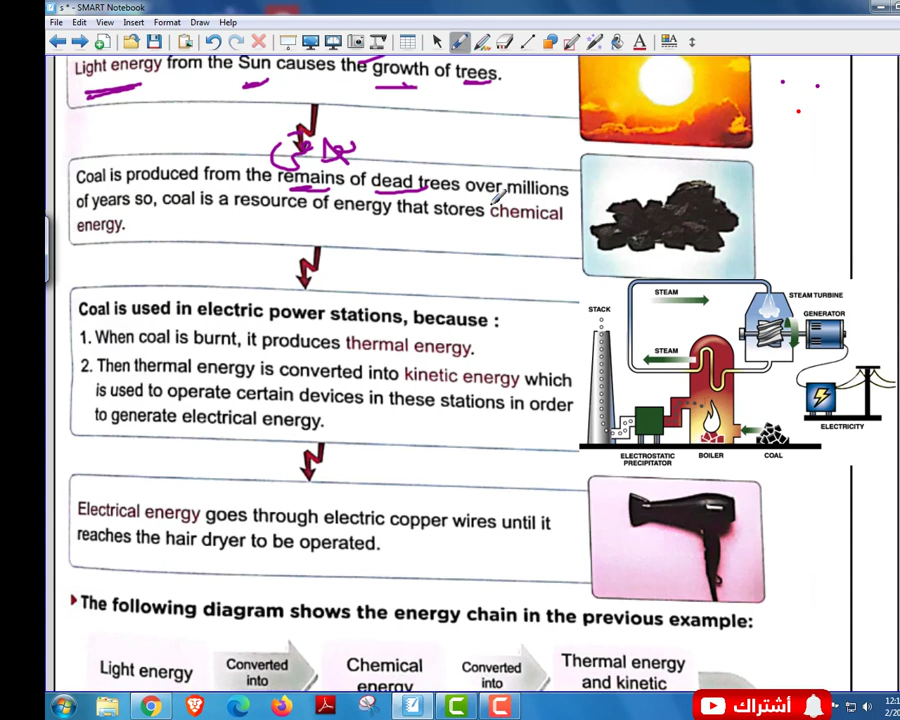 s * - SMART Notebook
File Edit View Insert Format Draw Help
Light energy from the Sun causes the growth of trees.
Coal is produced from the remains of dead trees over millions
of years so, coal is a resource of energy that stores chemical
energy.
Coal is used in electric power stations, because :
1. When coal is burnt, it produces thermal energy.
2. Then thermal energy is converted into kinetic energy which
is used to operate certain devices in these stations in order
to generate electrical energy.
STEAM
STEAM TURBINE
STACK
GENERATOR
STEAM
ELECTRICITY
ELECTROSTATIC
PRECIPITATOR
BOILER
COAL
Electrical energy goes through electric copper wires until it
reaches the hair dryer to be operated.
The following diagram shows the energy chain in the previous example:
Light energy
Converted
into
Chemical
energy
Converted
into
Thermal energy
and kinetic
أشتراك